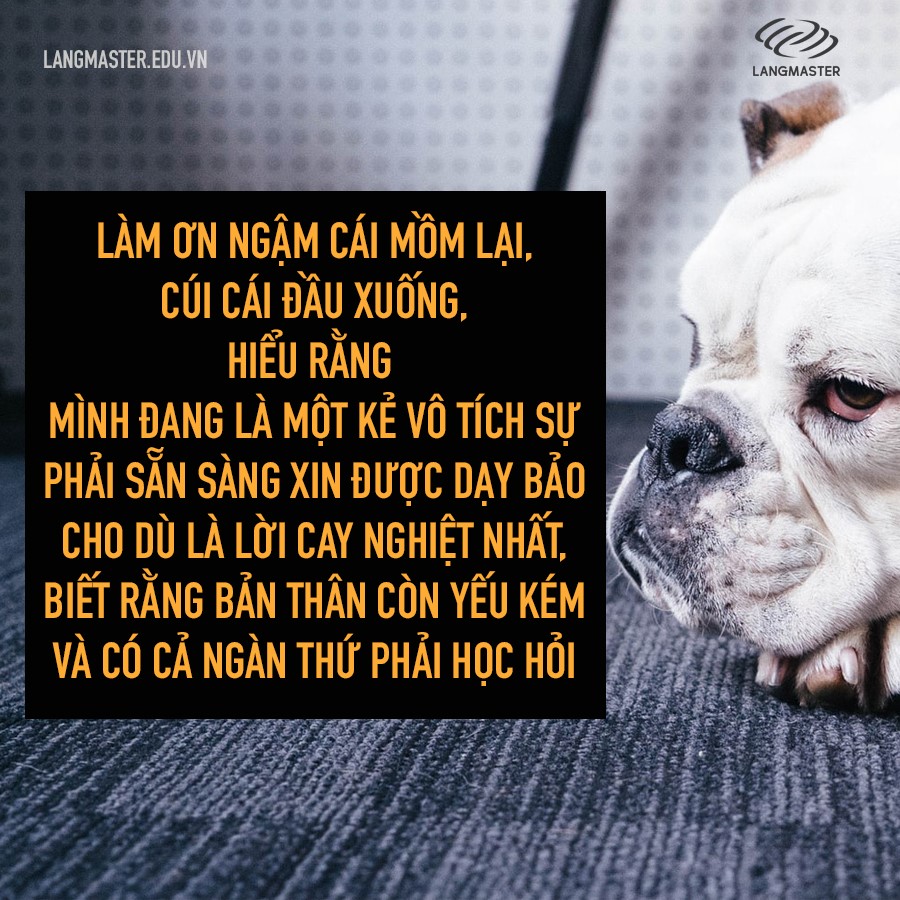 LANGMASTER.EDU.VN
LANGMASTER
LÀM ƠN NGẬM CÁI MỒM LẠI,
CÚI CÁI ĐẦU XUỐNG,
HIỂU RẰNG
MÌNH ĐANG LÀ MỘT KẺ VÔ TÍCH SỰ
PHẢI SẴN SÀNG XIN ĐƯỢC DẠY BẢO
CHO DÙ LÀ LỜI CAY NGHIỆT NHẤT,
BIẾT RẰNG BẢN THÂN CÒN YẾU KÉM
VÀ CÓ CẢ NGÀN THỨ PHẢI HỌC HỎI